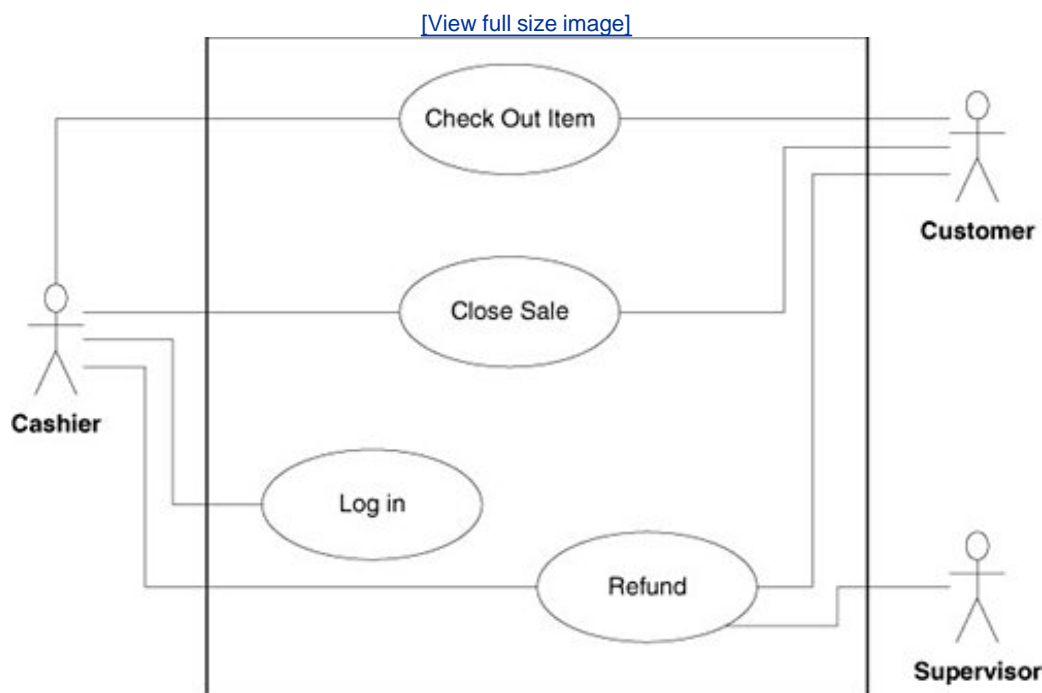 [View full size image]
Check Out Item
Customer
Close Sale
Cashier
Log in
Refund
Supervisor